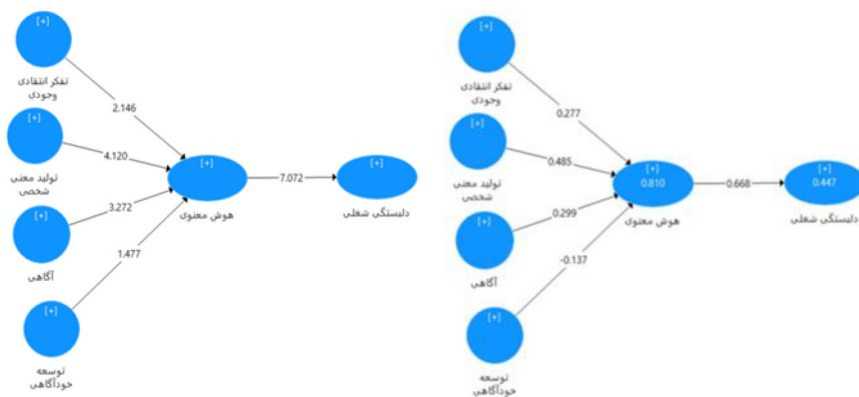 [+]
تفکر انتقادی
وجودی
2.146
[+]
تولید معنی
شخصی
4.120
[+]
هوش معنوی
7.072
[+]
دلبستگی شغلی
[+]
آگاهی
3.272
[+]
توسعه
خودآگاهی
1.477
[+]
تفکر انتقادی
وجودی
0.277
[+]
تولید معنی
شخصی
0.485
[+]
0.810
هوش معنوی
0.668
[+]
0.447
دلبستگی شغلی
[+]
آگاهی
0.299
[+]
توسعه
خودآگاهی
-0.137